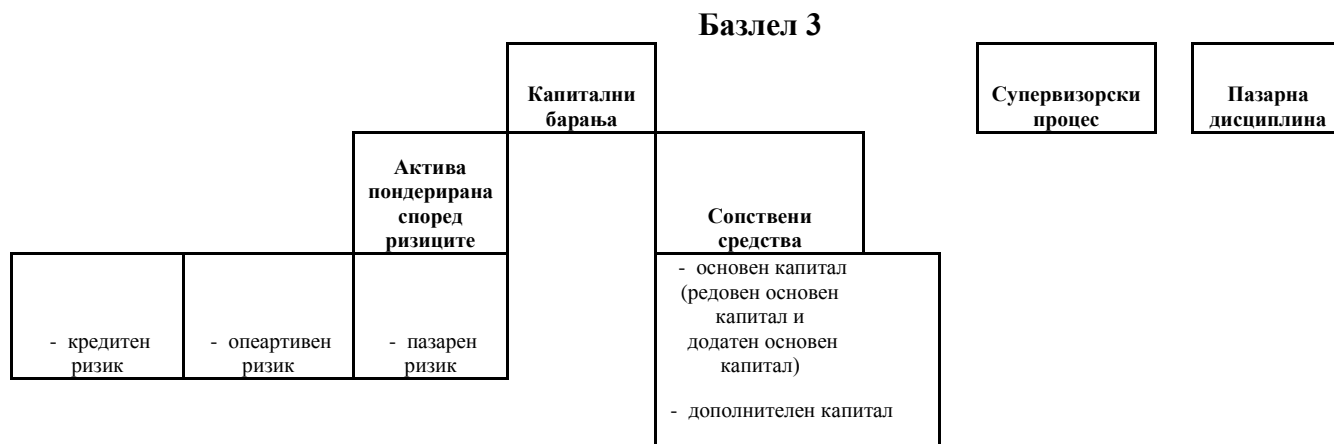 Базлел 3
Капитални
барања
Супервизорски
процес
Пазарна
дисциплина
Актива
пондерирана
според
ризиците
Сопствени
средства
- кредитен
ризик
- опеартивен
ризик
- пазарен
ризик
- основен капитал
(редовен основен
капитал и
додатен основен
капитал)
- дополнителен капитал